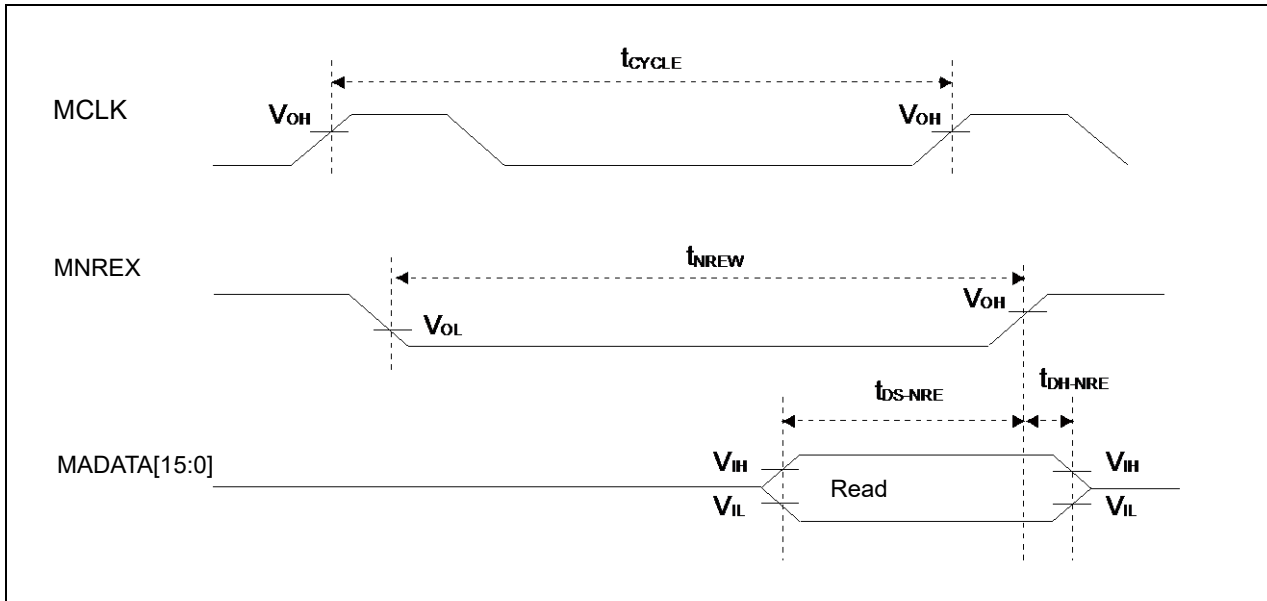 tCYCLE
MCLK
VOH
VOH
tNREW
MNREX
VOL
VOH
tDS-NRE
tDH-NRE
MADATA[15:0]
VIH
VIH
Read
VIL
VIL